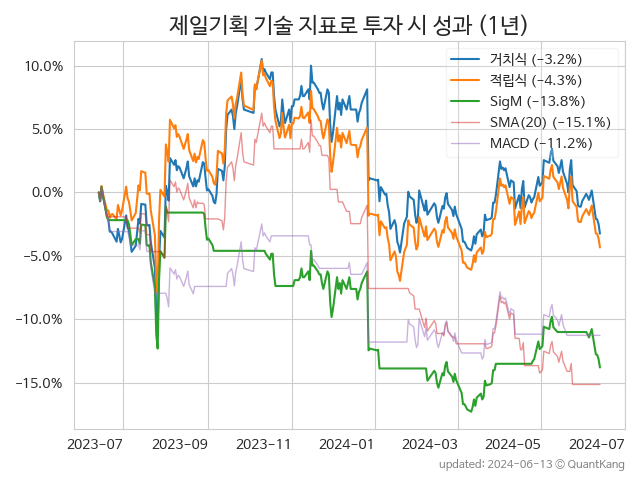 제일기획 기술 지표로 투자 시 성과 (1년)
10.0%
5.0%
0.0%
−5.0%
−10.0%
−15.0%
거치식 (−3.2%)
적립식 (−4.3%)
SigM (−13.8%)
SMA(20) (−15.1%)
MACD (−11.2%)
2023-07 2023-09 2023-11 2024-01 2024-03 2024-05 2024-07
updated: 2024-06-13 ⓒ QuantKang